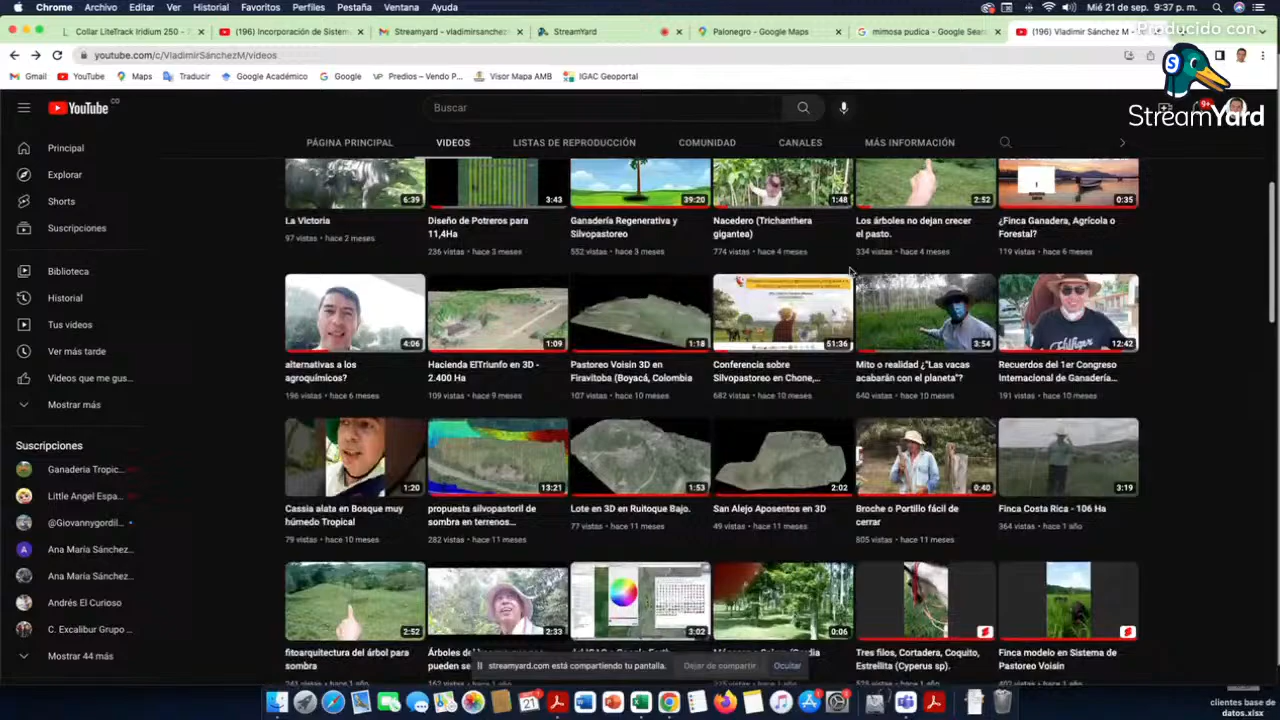 Chrome Archivo Editar Ver Historial Favoritos Perfiles Pestaña Ventana Ayuda
Mié 21 de sep. 9:37 p. m.
Collar LiteTrack Iridium 250 -
(196) Incorporación de Sistem
Streamyard - vladimirsanchez
StreamYard
Palonegro - Google Maps
mimosa pudica - Google Sear
(196) Vladimir Sánchez M -
Producido con
StreamYard
youtube.com/c/VladimirSánchezM/videos
Gmail YouTube Maps Traducir Google Académico Google Predios – Vendo P... Visor Mapa AMB IGAC Geoportal
YouTube CO
Buscar
9+
PÁGINA PRINCIPAL VIDEOS LISTAS DE REPRODUCCIÓN COMUNIDAD CANALES MÁS INFORMACIÓN
Principal
Explorar
Shorts
Suscripciones
Biblioteca
Historial
Tus videos
Ver más tarde
Videos que me gus...
Mostrar más
Suscripciones
Ganaderia Tropic...
Little Angel Espa...
@Giovannygordil...
Ana María Sánchez...
Ana María Sánchez...
Andrés El Curioso
C. Excalibur Grupo ...
Mostrar 44 más
6:39
La Victoria
97 vistas • hace 2 meses
3:43
Diseño de Potreros para
11,4Ha
236 vistas • hace 3 meses
39:20
Ganadería Regenerativa y
Silvopastoreo
552 vistas • hace 3 meses
1:48
Nacedero (Trichanthera
gigantea)
774 vistas • hace 4 meses
2:52
Los árboles no dejan crecer
el pasto.
334 vistas • hace 4 meses
0:35
¿Finca Ganadera, Agrícola o
Forestal?
119 vistas • hace 6 meses
4:06
alternativas a los
agroquímicos?
196 vistas • hace 6 meses
1:09
Hacienda ElTriunfo en 3D -
2.400 Ha
109 vistas • hace 9 meses
1:18
Pastoreo Voisin 3D en
Firavitoba (Boyacá, Colombia
107 vistas • hace 10 meses
51:36
Conferencia sobre
Silvopastoreo en Chone,...
682 vistas • hace 10 meses
3:54
Mito o realidad ¿"Las vacas
acabarán con el planeta"?
640 vistas • hace 10 meses
12:42
Recuerdos del 1er Congreso
Internacional de Ganadería...
191 vistas • hace 10 meses
1:20
Cassia alata en Bosque muy
húmedo Tropical
79 vistas • hace 10 meses
13:21
propuesta silvopastoril de
sombra en terrenos...
282 vistas • hace 11 meses
1:53
Lote en 3D en Ruitoque Bajo.
77 vistas • hace 11 meses
2:02
San Alejo Aposentos en 3D
49 vistas • hace 11 meses
0:40
Broche o Portillo fácil de
cerrar
805 vistas • hace 11 meses
3:19
Finca Costa Rica - 106 Ha
364 vistas • hace 1 año
2:52
fitoarquitectura del árbol para
sombra
2:33
Árboles de
pueden se
3:02
0:06
Tres filos, Cortadera, Coquito,
Estrellita (Cyperus sp).
Finca modelo en Sistema de
Pastoreo Voisin
streamyard.com está compartiendo tu pantalla.
Dejar de compartir
Ocultar
clientes base de
datos.xlsx